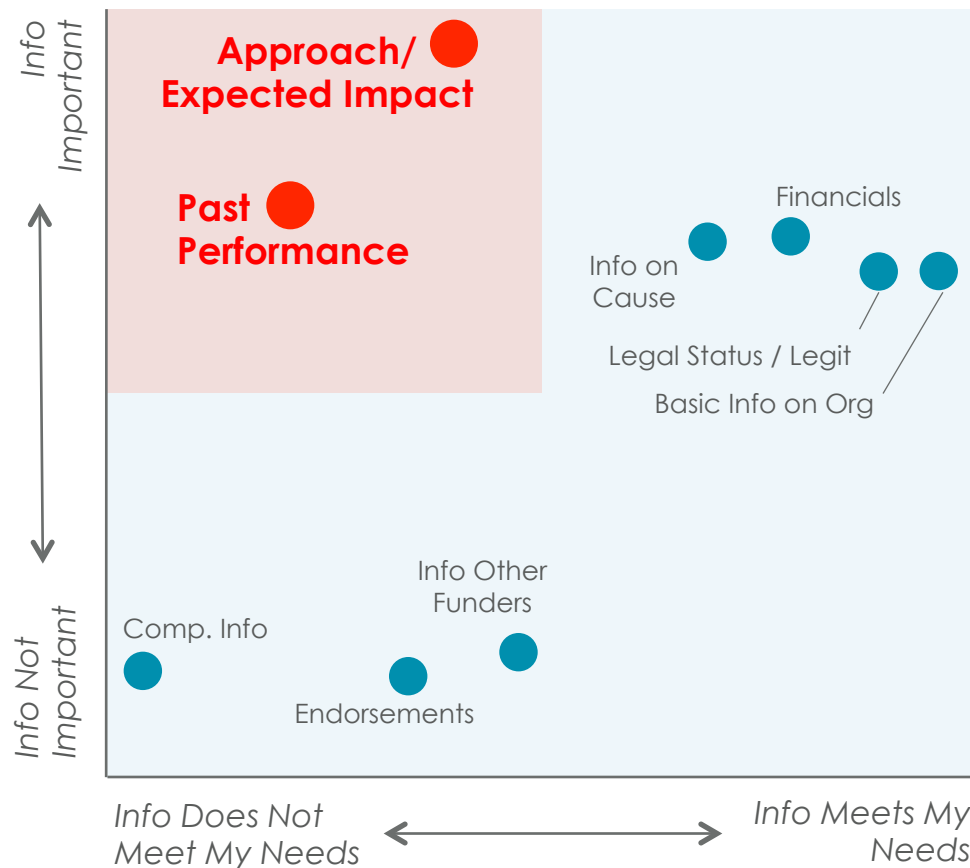 Info
Important
Approach/
Expected Impact
Past
Performance
Financials
Info on
Cause
Legal Status / Legit
Basic Info on Org
Info Other
Funders
Comp. Info
Endorsements
Info Not
Important
Info Does Not
Meet My Needs
Info Meets My
Needs